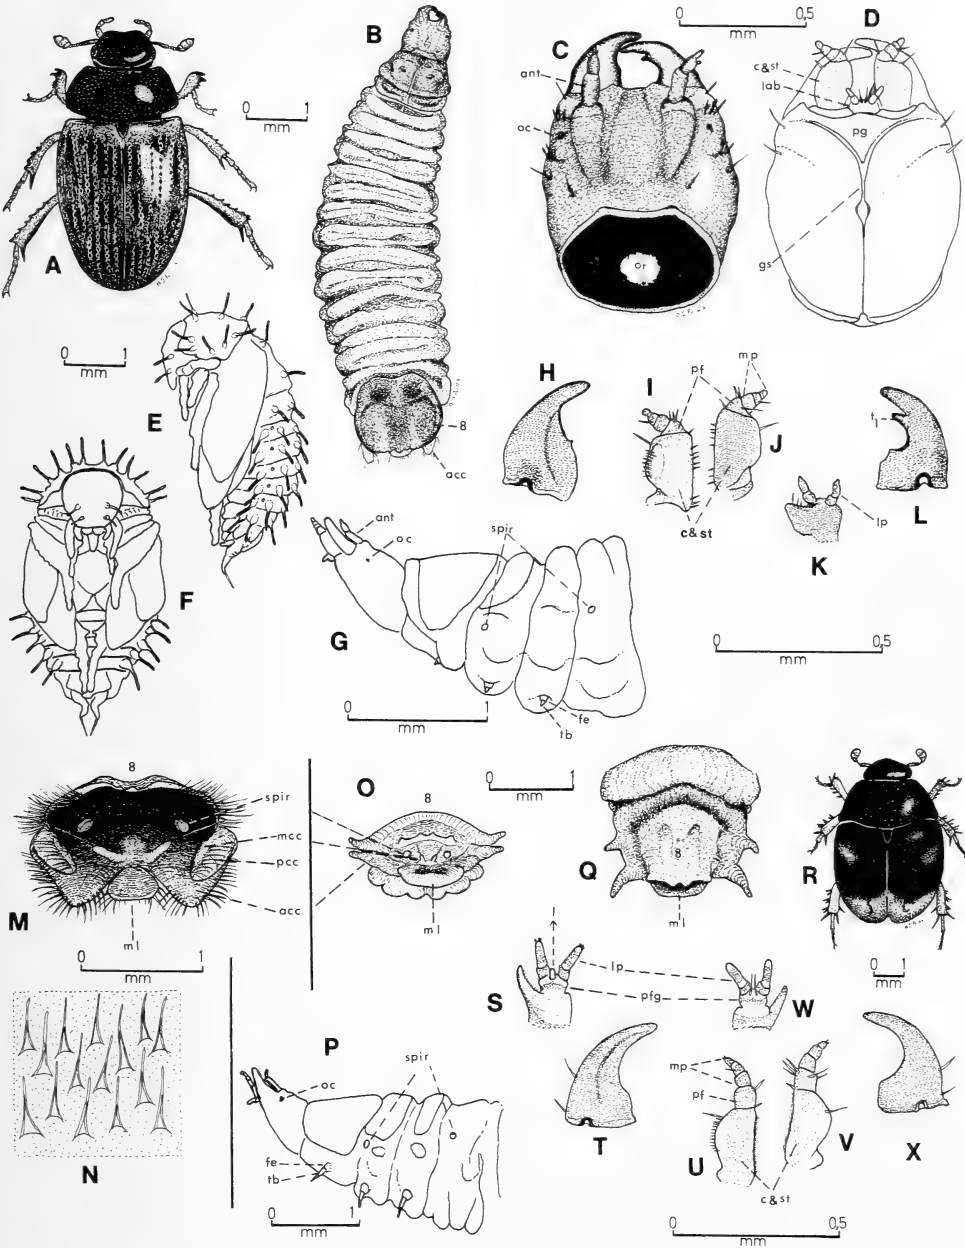 A
0 1
mm
B
8
acc
0 0,5
mm
C
ant
oc
or
D
c&st
lab
pg
gs
0 1
mm
E
F
H
I
pf
mp
J
c&st
K
lp
L
G
ant
oc
spir
fe
tb
0 1
mm
0 0,5
mm
M
8
spir
mcc
pcc
acc
ml
0 1
mm
O
8
ml
0 1
mm
Q
8
ml
R
0 1
mm
N
P
oc
spir
fe
tb
0 1
mm
S
l
lp
pfg
W
T
mp
pf
U
V
c&st
X
0 0,5
mm